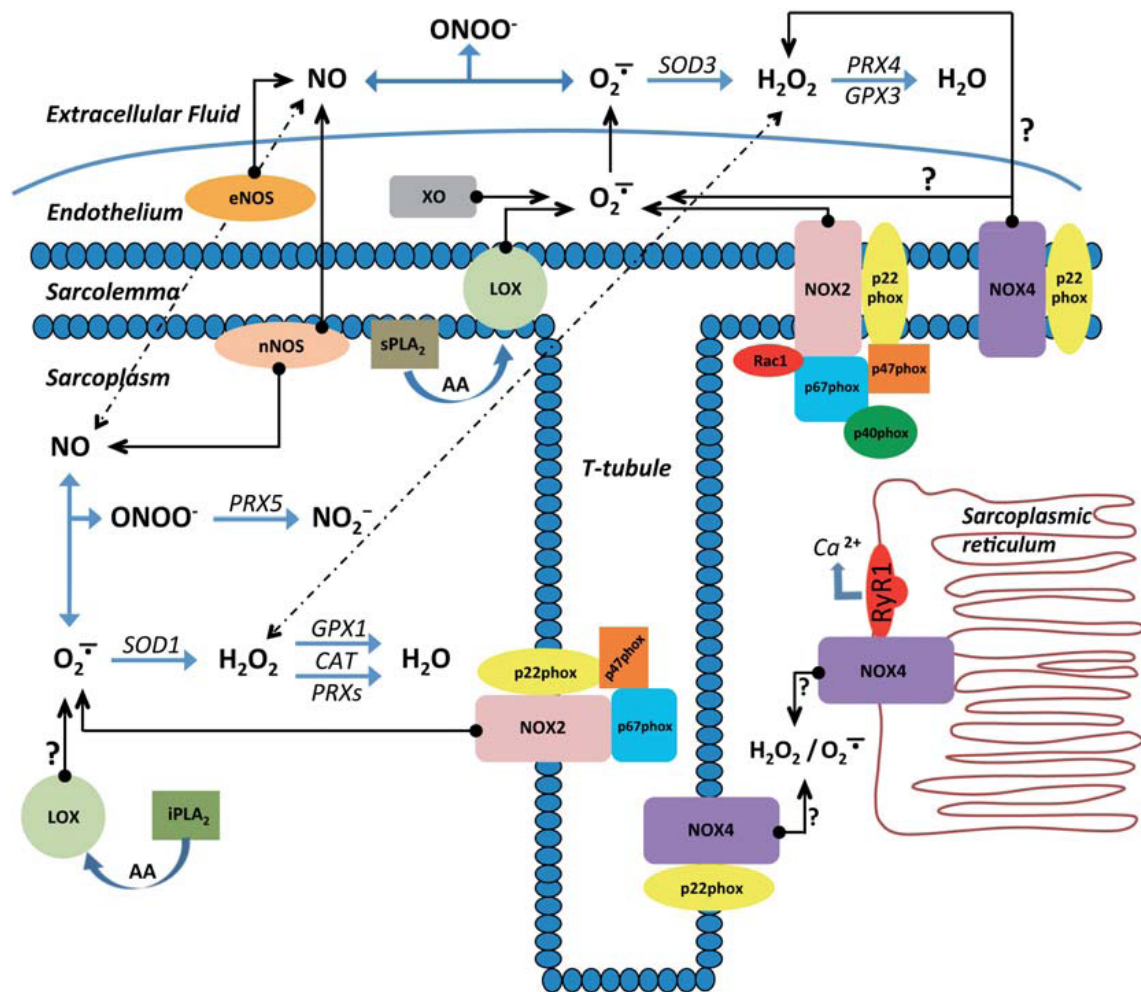 ONOO⁻
NO
O₂•̅
SOD3
H₂O₂
PRX4
GPX3
H₂O
Extracellular Fluid
?
?
eNOS
XO
O₂•̅
Endothelium
NOX2
p22
phox
NOX4
p22
phox
Sarcolemma
LOX
nNOS
sPLA₂
Sarcoplasm
AA
Rac1
p67phox
p47phox
p40phox
NO
T-tubule
ONOO⁻
PRX5
NO₂⁻
Sarcoplasmic
reticulum
Ca²⁺
RyR1
O₂•̅
SOD1
H₂O₂
GPX1
CAT
PRXs
H₂O
p22phox
p47phox
NOX2
p67phox
NOX4
?
H₂O₂ / O₂•̅
?
?
LOX
iPLA₂
AA
NOX4
p22phox